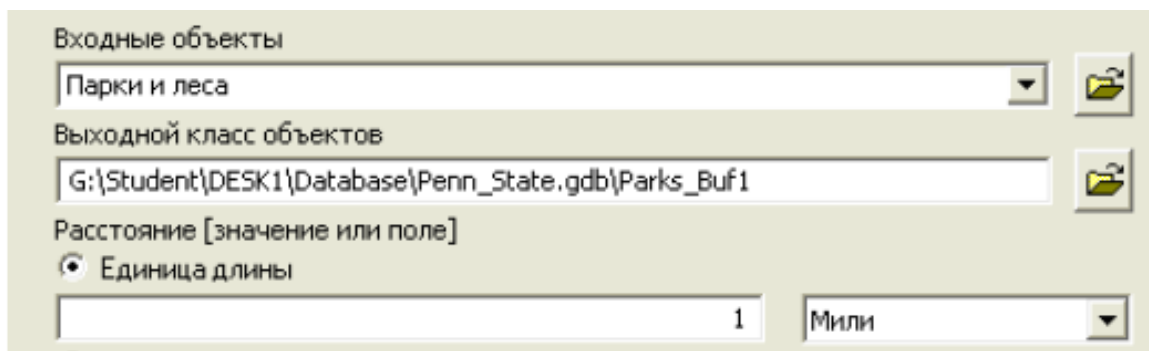 Входные объекты
Парки и леса
Выходной класс объектов
G:\Student\DESK1\Database\Penn_State.gdb\Parks_Buf1
Расстояние [значение или поле]
Единица длины
1 Мили